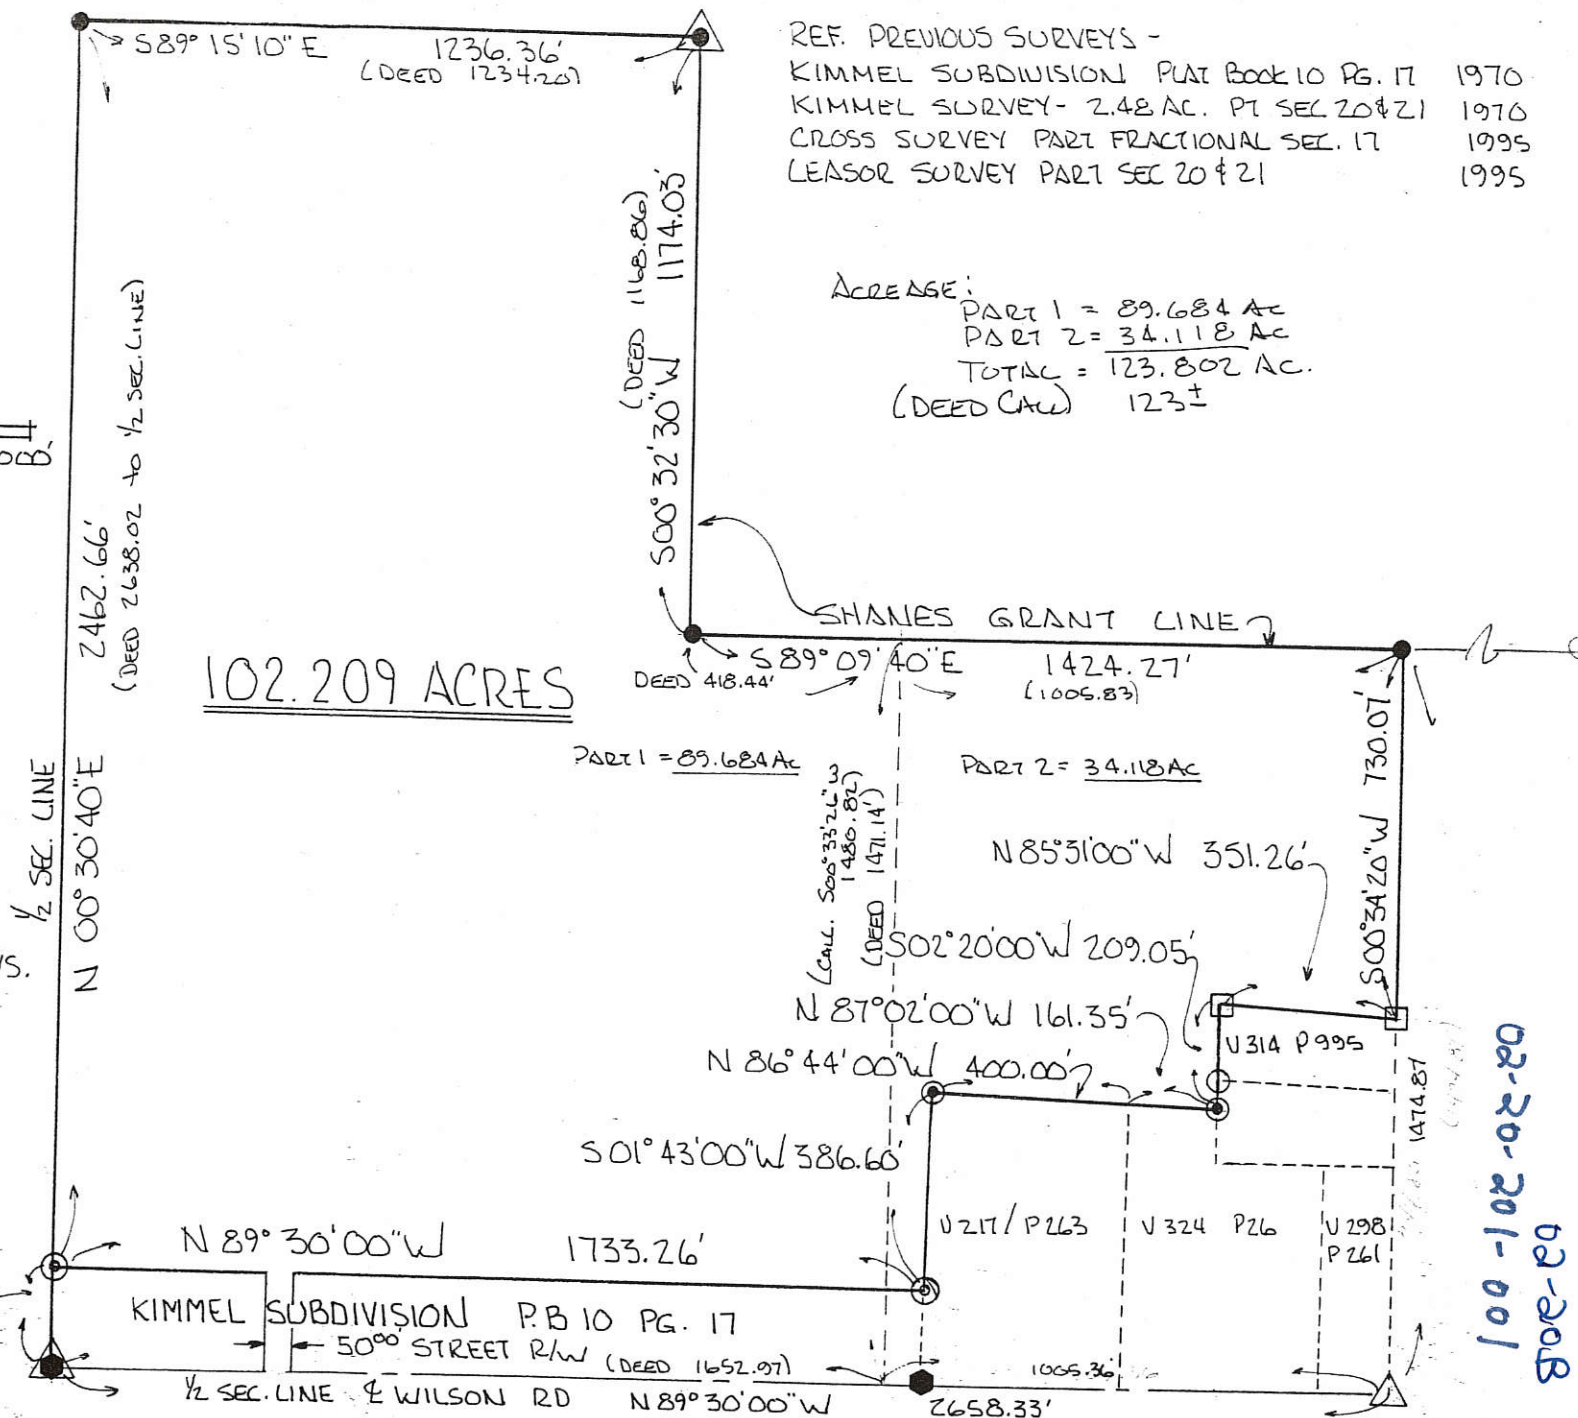 S89° 15' 10" E 1236.36'
(DEED 1234.20)
REF. PREVIOUS SURVEYS -
KIMMEL SUBDIVISION PLAT BOOK 10 PG. 17 1970
KIMMEL SURVEY - 2.48 AC. PT SEC 20 & 21 1970
CROSS SURVEY PART FRACTIONAL SEC. 17 1995
LEASOR SURVEY PART SEC 20 & 21 1995
ACREAGE:
PART 1 = 89.684 AC
PART 2 = 34.118 AC
TOTAL = 123.802 AC.
(DEED CALL) 123±
S00° 32' 30" W 1174.03'
(DEED 1168.86)
1/2 SEC. LINE
N 00° 30' 40" E 2462.66'
(DEED 2638.02 to 1/2 SEC. LINE)
SHANES GRANT LINE
S 89° 09' 40" E 1424.27'
DEED 418.44'
(1005.83)
102.209 ACRES
PART 1 = 89.684 AC
PART 2 = 34.118 AC
(CALL. S00° 33' 26" W
1480.82)
(DEED 1471.14')
S00° 34' 20" W 730.07'
N 85° 31' 00" W 351.26'
S02° 20' 00" W 209.05'
N 87° 02' 00" W 161.35'
N 86° 44' 00" W 400.00'
S 01° 43' 00" W 386.60'
V 314 P 995
1474.87
V 217 / P 263
V 324 P 26
V 298
P 261
N 89° 30' 00" W 1733.26'
KIMMEL SUBDIVISION P.B 10 PG. 17
50⁰⁰ STREET R/W
(DEED 1652.97)
1005.36
1/2 SEC. LINE & WILSON RD N 89° 30' 00" W 2658.33'
02-20-201-001
02-20B